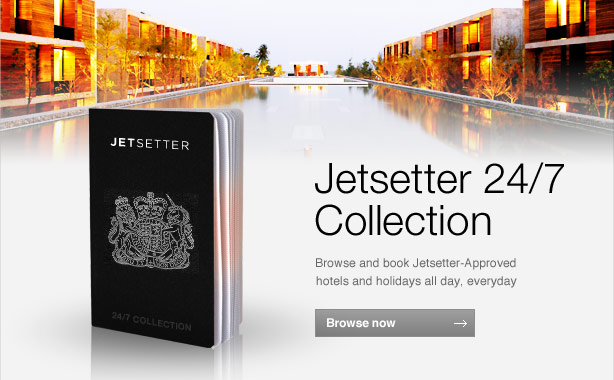 JETSETTER
24/7 COLLECTION
Jetsetter 24/7
Collection
Browse and book Jetsetter-Approved
hotels and holidays all day, everyday
Browse now